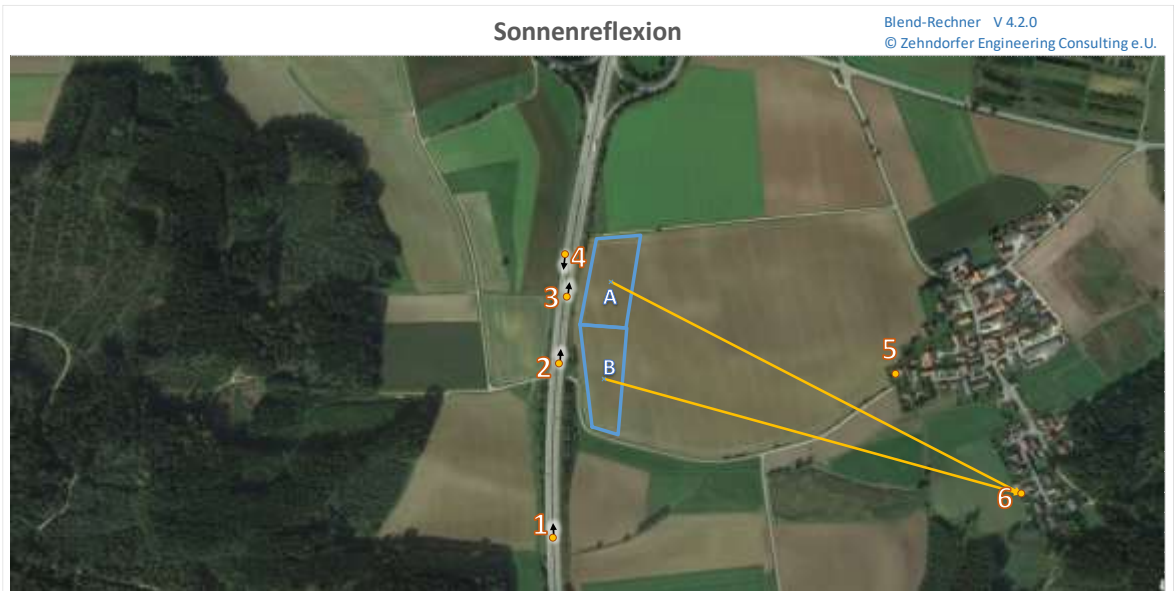 Sonnenreflexion
Blend-Rechner V 4.2.0
© Zehndorfer Engineering Consulting e.U.
4
3
A
2
B
5
6
1